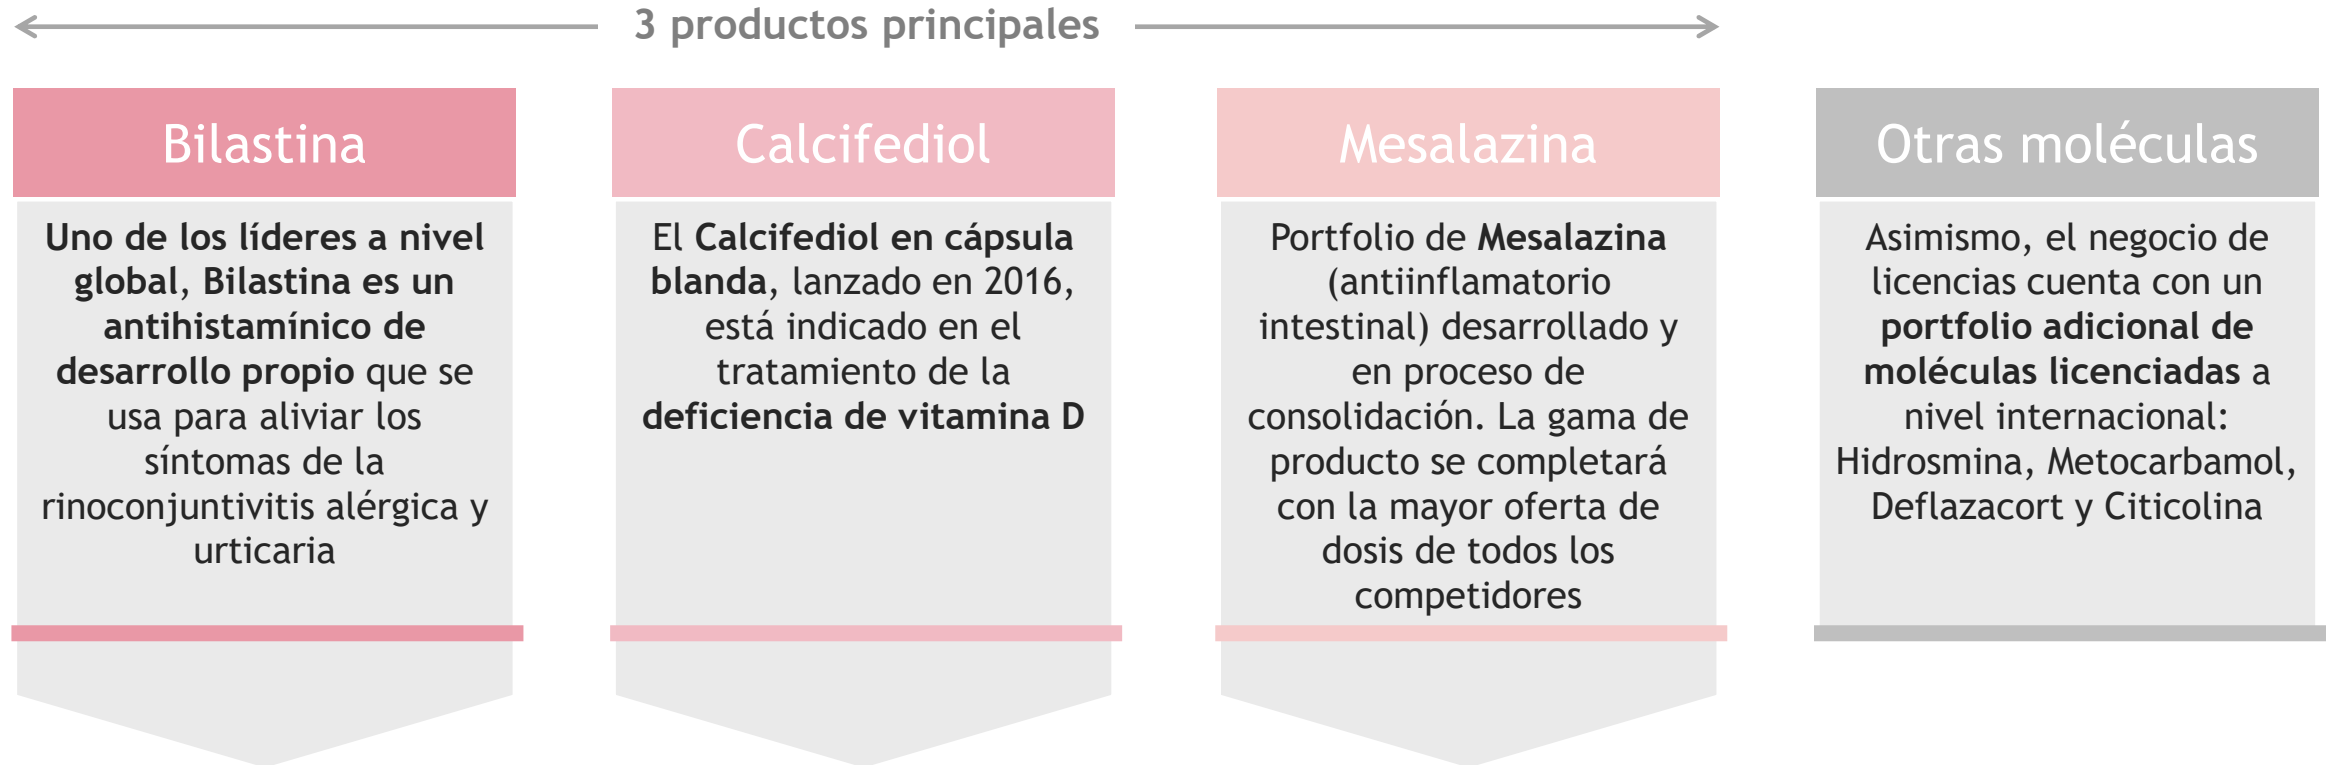 3 productos principales
Bilastina
Uno de los líderes a nivel
global, Bilastina es un
antihistamínico de
desarrollo propio que se
usa para aliviar los
síntomas de la
rinoconjuntivitis alérgica y
urticaria
Calcifediol
El Calcifediol en cápsula
blanda, lanzado en 2016,
está indicado en el
tratamiento de la
deficiencia de vitamina D
Mesalazina
Portfolio de Mesalazina
(antiinflamatorio
intestinal) desarrollado y
en proceso de
consolidación. La gama de
producto se completará
con la mayor oferta de
dosis de todos los
competidores
Otras moléculas
Asimismo, el negocio de
licencias cuenta con un
portfolio adicional de
moléculas licenciadas a
nivel internacional:
Hidrosmina, Metocarbamol,
Deflazacort y Citicolina